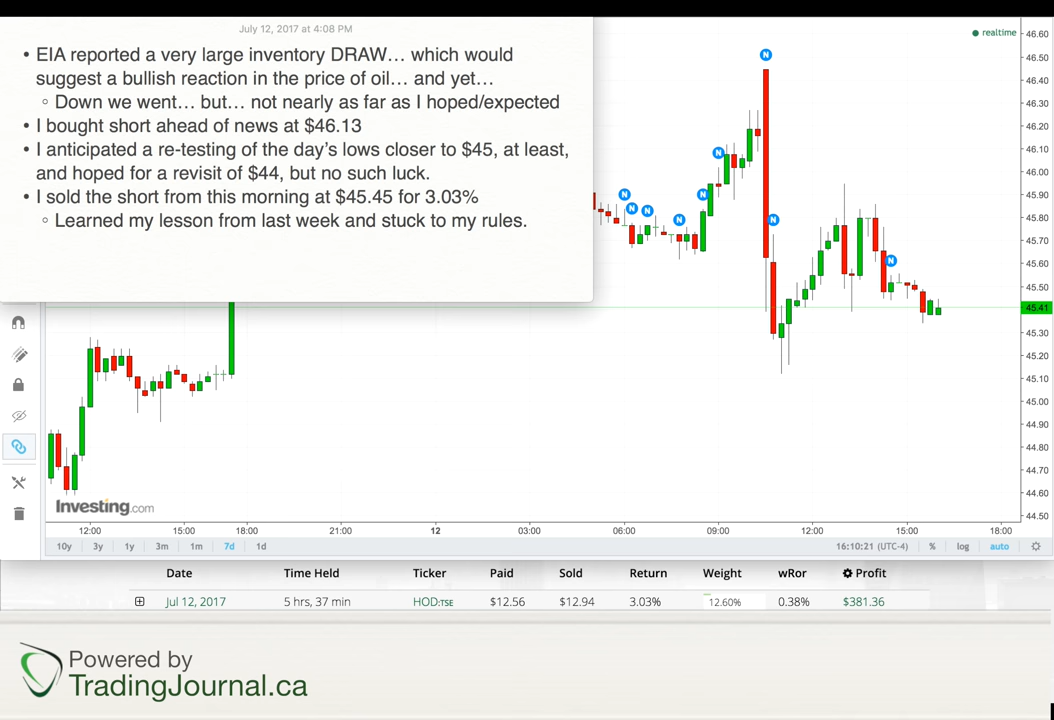 July 12, 2017 at 4:08 PM
• EIA reported a very large inventory DRAW… which would
suggest a bullish reaction in the price of oil… and yet…
◦ Down we went… but… not nearly as far as I hoped/expected
• I bought short ahead of news at $46.13
• I anticipated a re-testing of the day's lows closer to $45, at least,
and hoped for a revisit of $44, but no such luck.
• I sold the short from this morning at $45.45 for 3.03%
◦ Learned my lesson from last week and stuck to my rules.
realtime
46.60
46.50
46.40
46.30
46.20
46.10
46.00
45.90
45.80
45.70
45.60
45.50
45.41
45.30
45.20
45.10
45.00
44.90
44.80
44.70
44.60
44.50
N
N
N
N
N
N
N
N
N
Investing.com
12:00 15:00 18:00 21:00 12 03:00 06:00 09:00 12:00 15:00 18:00
10y 3y 1y 3m 1m 7d 1d 16:10:21 (UTC-4) % log auto
Date Time Held Ticker Paid Sold Return Weight wRor Profit
Jul 12, 2017 5 hrs, 37 min HOD:TSE $12.56 $12.94 3.03% 12.60% 0.38% $381.36
Powered by
TradingJournal.ca